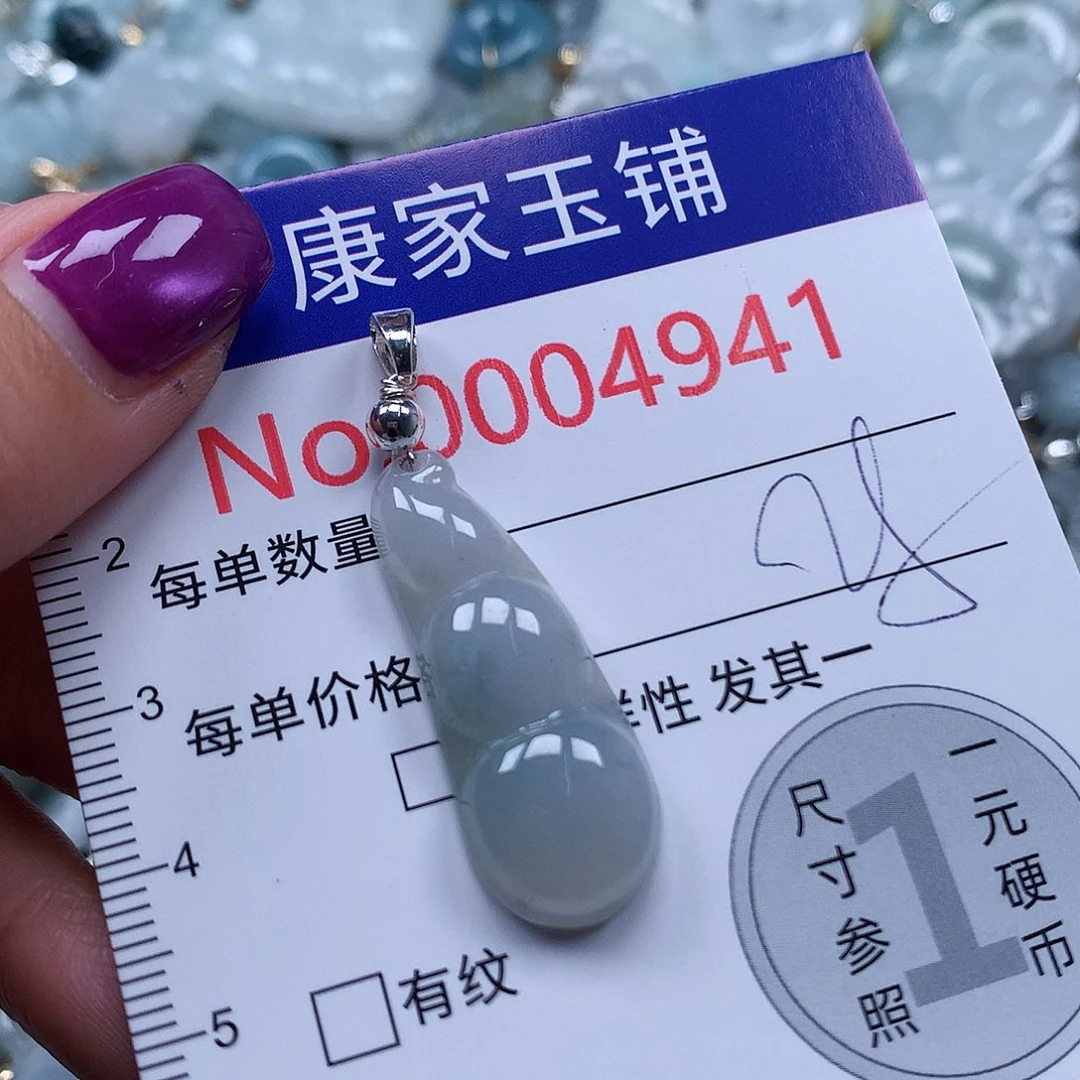 康家玉铺
No.0004941
每单数量
每单价格
样性 发其一
有纹
2
3
4
5
1
尺寸参照
一元硬币